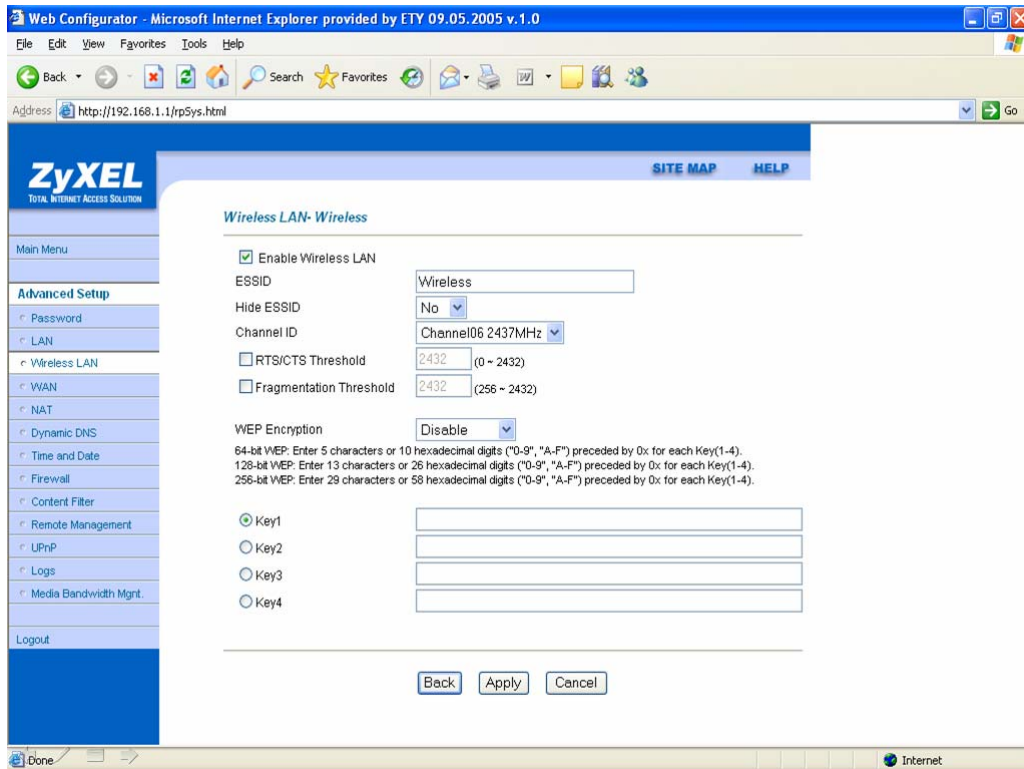 Web Configurator - Microsoft Internet Explorer provided by ETY 09.05.2005 v.1.0
File Edit View Favorites Tools Help
Back Search Favorites
Address http://192.168.1.1/rpSys.html Go
ZyXEL
TOTAL INTERNET ACCESS SOLUTION
SITE MAP HELP
Main Menu
Advanced Setup
Password
LAN
Wireless LAN
WAN
NAT
Dynamic DNS
Time and Date
Firewall
Content Filter
Remote Management
UPnP
Logs
Media Bandwidth Mgnt.
Logout
Wireless LAN- Wireless
Enable Wireless LAN
ESSID Wireless
Hide ESSID No
Channel ID Channel06 2437MHz
RTS/CTS Threshold 2432 (0 ~ 2432)
Fragmentation Threshold 2432 (256 ~ 2432)
WEP Encryption Disable
64-bit WEP: Enter 5 characters or 10 hexadecimal digits ("0-9", "A-F") preceded by 0x for each Key(1-4).
128-bit WEP: Enter 13 characters or 26 hexadecimal digits ("0-9", "A-F") preceded by 0x for each Key(1-4).
256-bit WEP: Enter 29 characters or 58 hexadecimal digits ("0-9", "A-F") preceded by 0x for each Key(1-4).
Key1
Key2
Key3
Key4
Back Apply Cancel
Done Internet